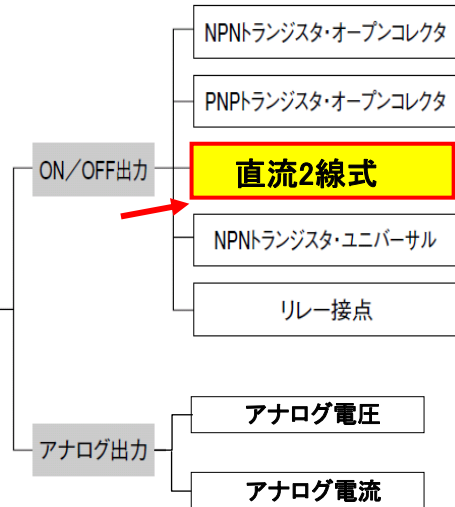 NPNトランジスタ・オープンコレクタ
PNPトランジスタ・オープンコレクタ
ON／OFF出力
直流2線式
NPNトランジスタ・ユニバーサル
リレー接点
アナログ電圧
アナログ出力
アナログ電流